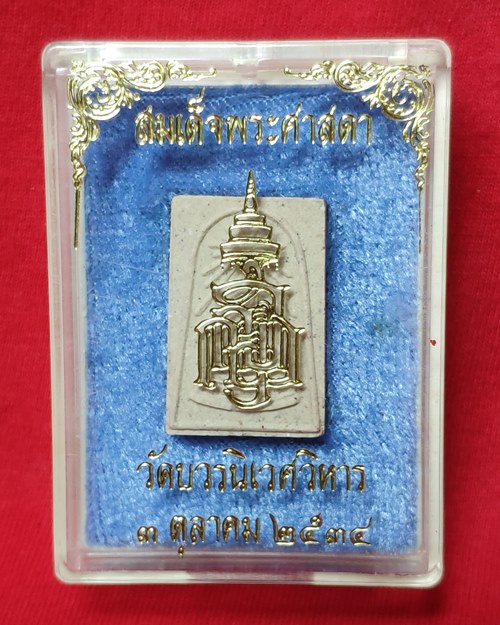 สมเด็จพระศาสดา
วัดบวรนิเวศวิหาร
๓ ตุลาคม ๒๕๓๔